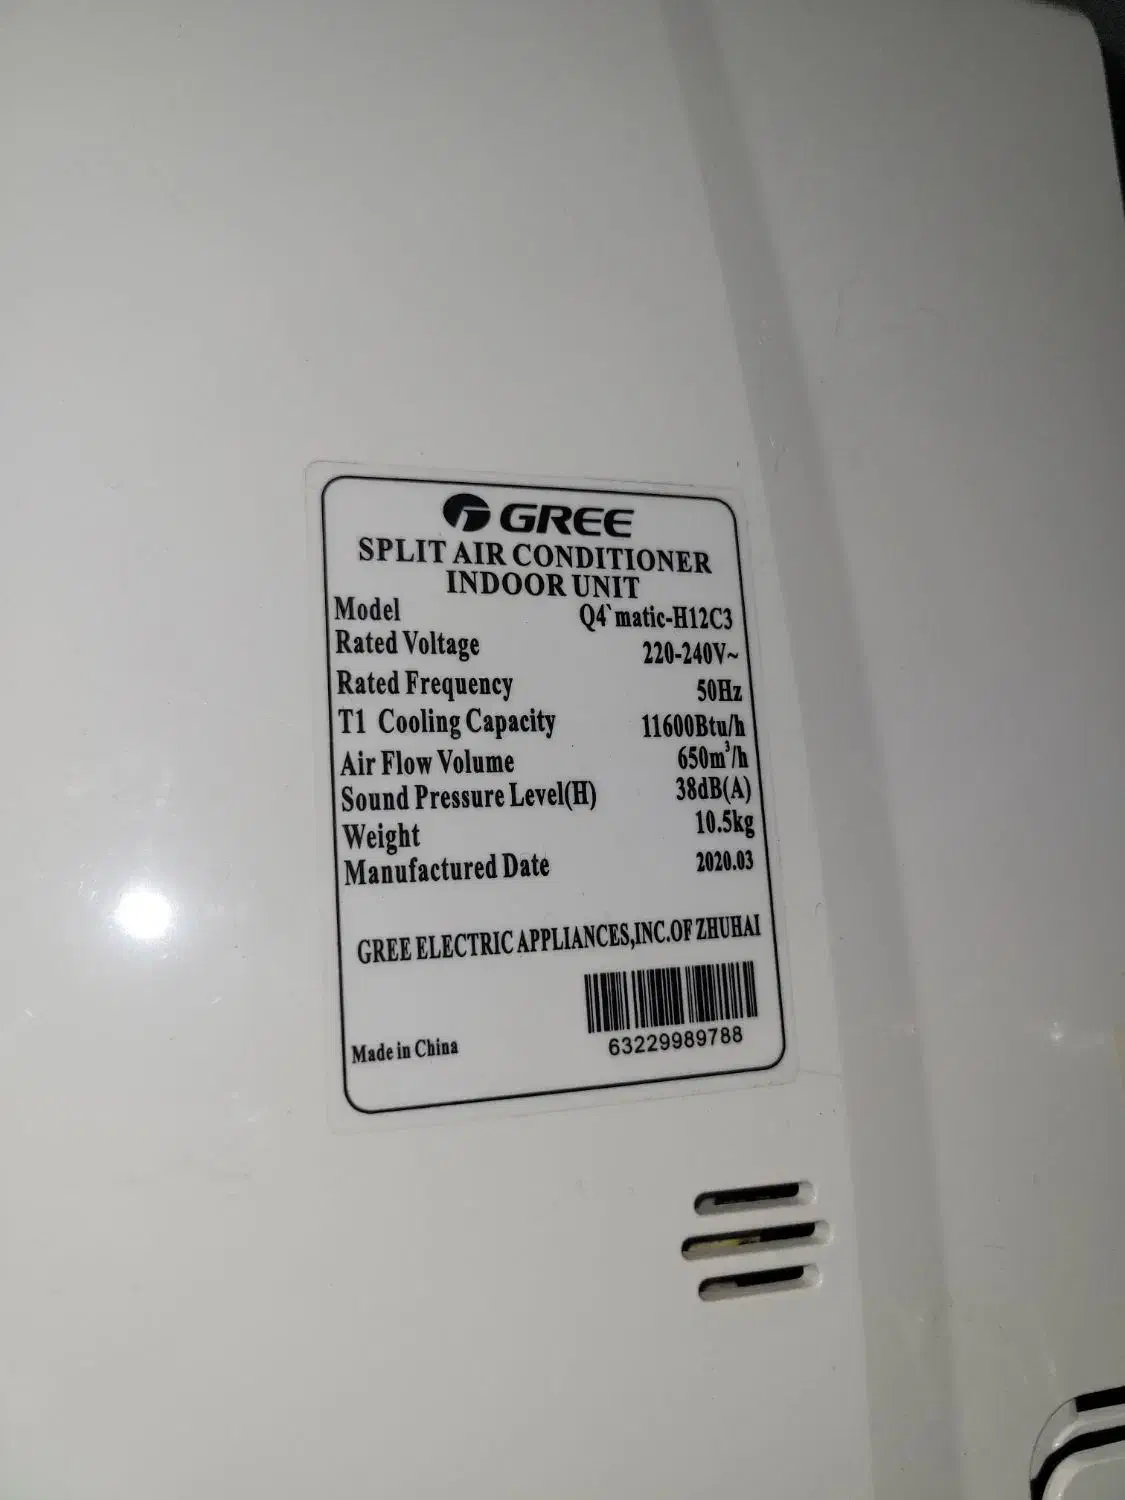 GREE
SPLIT AIR CONDITIONER
INDOOR UNIT
Model Q4`matic-H12C3
Rated Voltage 220-240V~
Rated Frequency 50Hz
T1 Cooling Capacity 11600Btu/h
Air Flow Volume 650m³/h
Sound Pressure Level(H) 38dB(A)
Weight 10.5kg
Manufactured Date 2020.03
GREE ELECTRIC APPLIANCES,INC.OF ZHUHAI
63229989788
Made in China